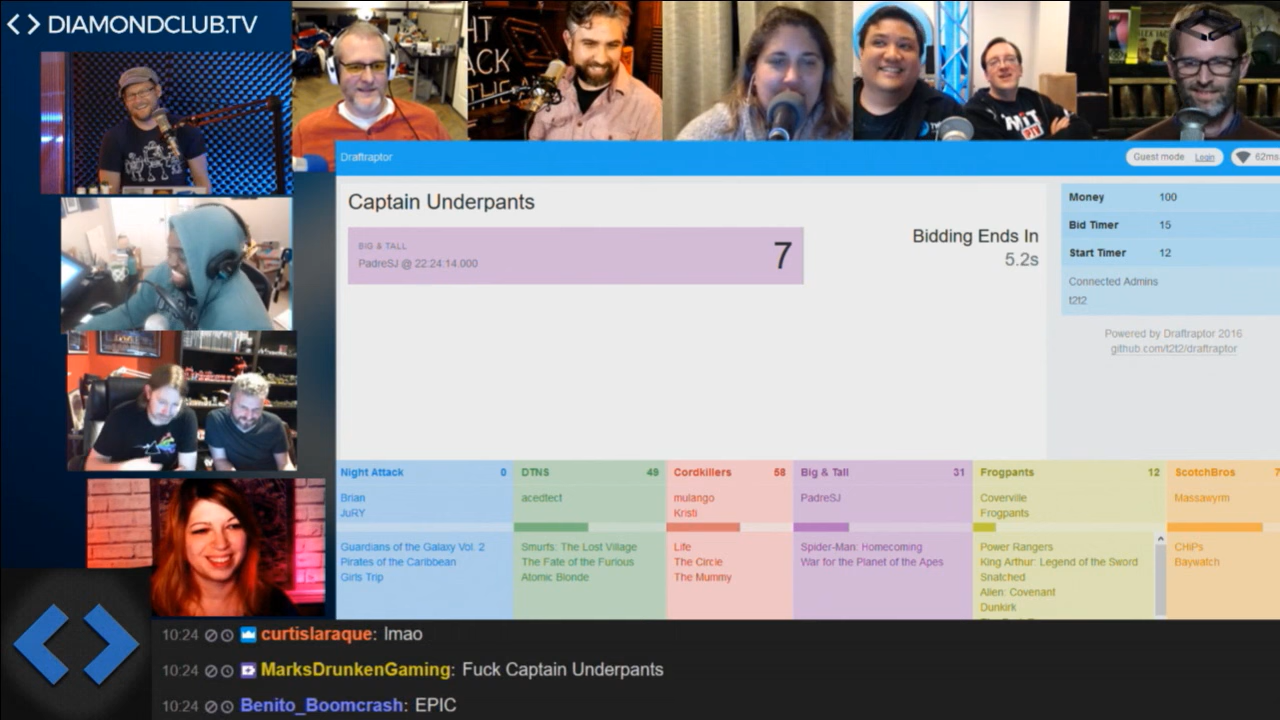 <> DIAMONDCLUB.TV
Draftraptor
Guest mode Login
62ms
Captain Underpants
BIG & TALL
PadreSJ @ 22:24:14.000
7
Bidding Ends In
5.2s
Money 100
Bid Timer 15
Start Timer 12
Connected Admins
t2t2
Powered by Draftraptor 2016
github.com/t2t2/draftraptor
Night Attack 0
Brian
JuRY
Guardians of the Galaxy Vol. 2
Pirates of the Caribbean
Girls Trip
DTNS 49
acedtect
Smurfs: The Lost Village
The Fate of the Furious
Atomic Blonde
Cordkillers 58
mulango
Kristi
Life
The Circle
The Mummy
Big & Tall 31
PadreSJ
Spider-Man: Homecoming
War for the Planet of the Apes
Frogpants 12
Coverville
Frogpants
Power Rangers
King Arthur: Legend of the Sword
Snatched
Alien: Covenant
Dunkirk
ScotchBros 7
Massawyrm
CHiPs
Baywatch
10:24 curtislaraque: lmao
10:24 MarksDrunkenGaming: Fuck Captain Underpants
10:24 Benito_Boomcrash: EPIC